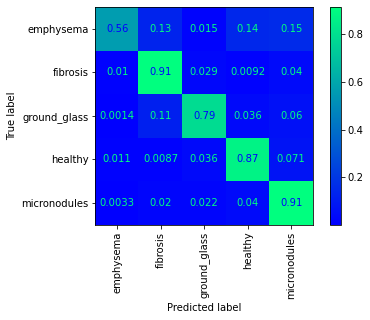 emphysema 0.56 0.13 0.015 0.14 0.15
fibrosis 0.01 0.91 0.029 0.0092 0.04
ground_glass 0.0014 0.11 0.79 0.036 0.06
healthy 0.011 0.0087 0.036 0.87 0.071
micronodules 0.0033 0.02 0.022 0.04 0.91
True label
emphysema
fibrosis
ground_glass
healthy
micronodules
Predicted label
0.8
0.6
0.4
0.2